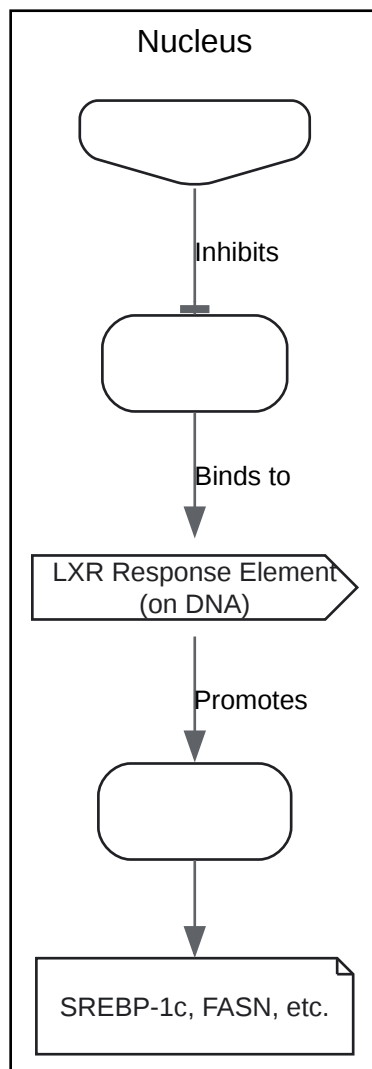 Nucleus
Inhibits
Binds to
LXR Response Element
(on DNA)
Promotes
SREBP-1c, FASN, etc.